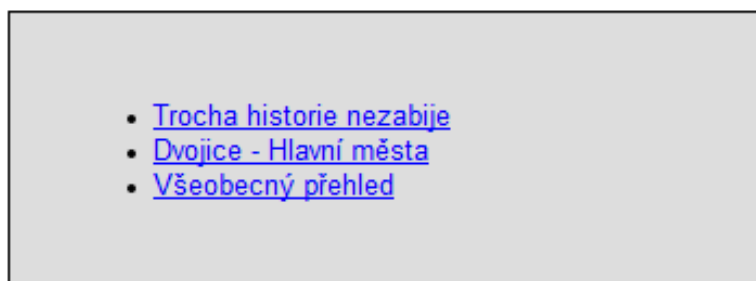 Trocha historie nezabije
Dvojice - Hlavní města
Všeobecný přehled